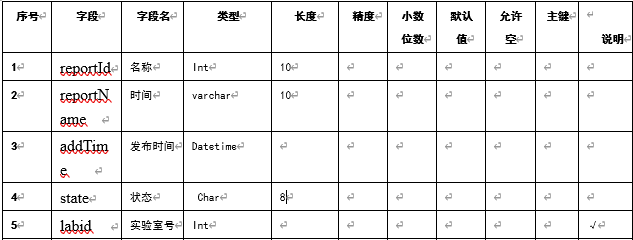 序号 字段 字段名 类型 长度 精度 小数位数 默认值 允许空 主键 说明
1 reportId 名称 Int 10
2 reportName 时间 varchar 10
3 addTime 发布时间 Datetime
4 state 状态 Char 8
5 labid 实验室号 Int √